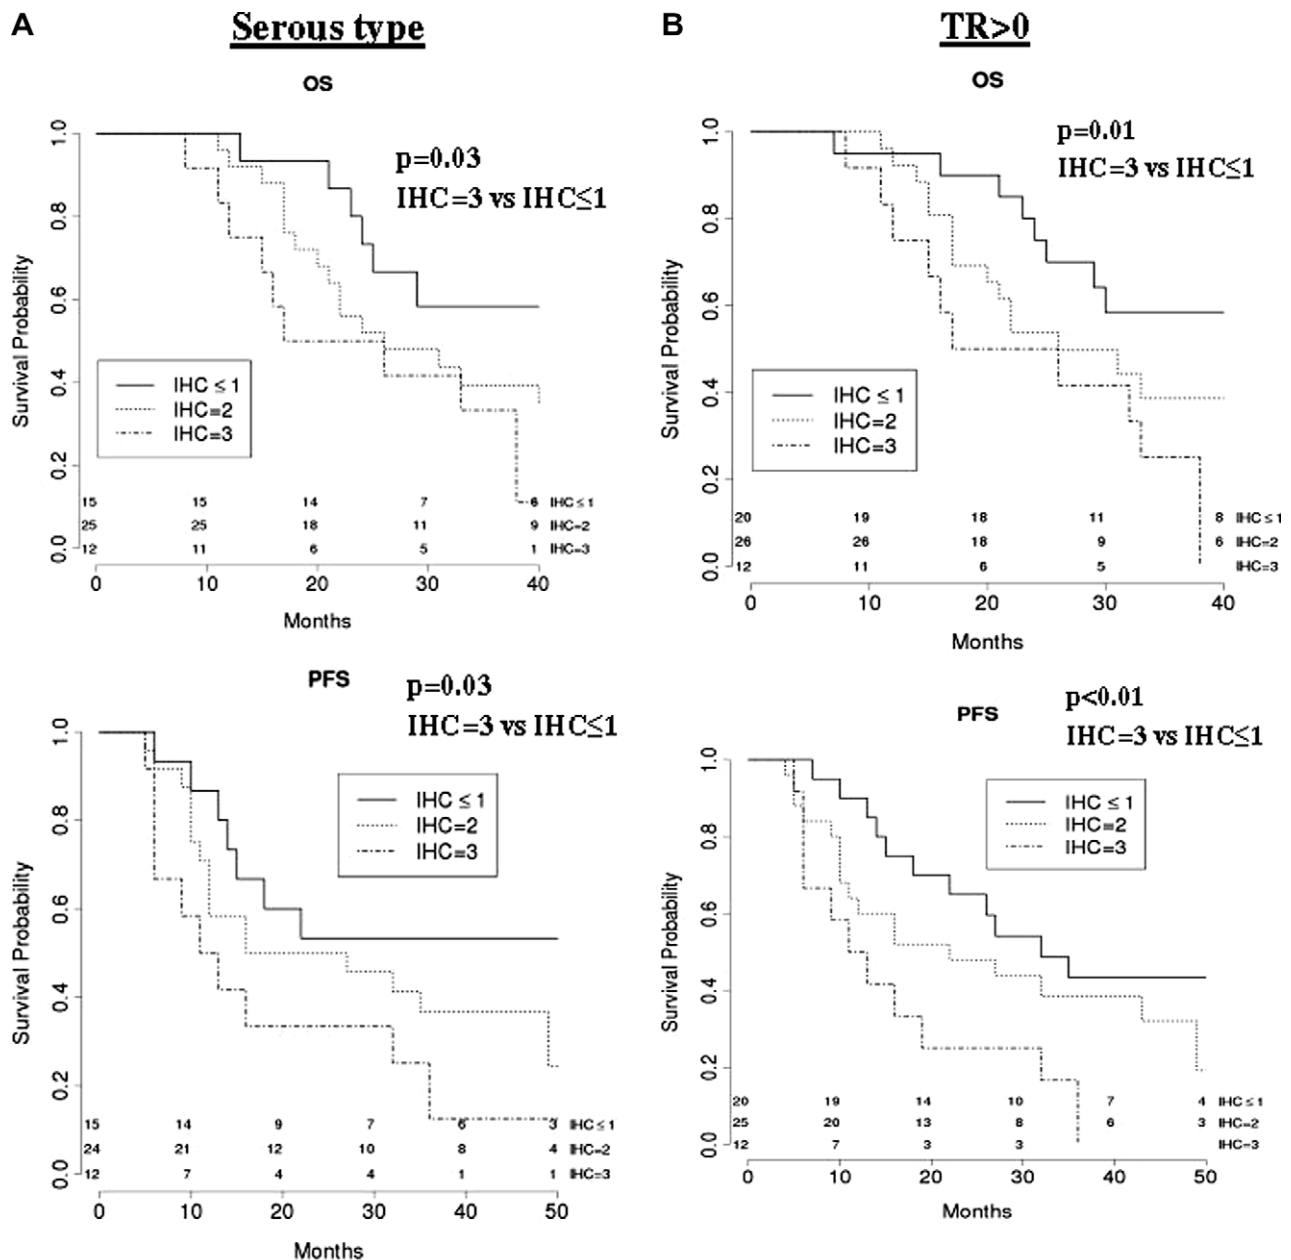 A
Serous type
OS
p=0.03
IHC=3 vs IHC≤1
Survival Probability
1.0
0.8
0.6
0.4
0.2
0.0
IHC ≤ 1
IHC=2
IHC=3
15 15 14 7 6 IHC ≤ 1
25 25 18 11 9 IHC=2
12 11 6 5 1 IHC=3
0 10 20 30 40
Months
PFS
p=0.03
IHC=3 vs IHC≤1
Survival Probability
1.0
0.8
0.6
0.4
0.2
0.0
IHC ≤ 1
IHC=2
IHC=3
15 14 9 7 6 3 IHC ≤ 1
24 21 12 10 8 4 IHC=2
12 7 4 4 1 1 IHC=3
0 10 20 30 40 50
Months
B
TR>0
OS
p=0.01
IHC=3 vs IHC≤1
Survival Probability
1.0
0.8
0.6
0.4
0.2
0.0
IHC ≤ 1
IHC=2
IHC=3
20 19 18 11 8 IHC ≤ 1
26 26 18 9 6 IHC=2
12 11 6 5 IHC=3
0 10 20 30 40
Months
PFS
p<0.01
IHC=3 vs IHC≤1
Survival Probability
1.0
0.8
0.6
0.4
0.2
0.0
IHC ≤ 1
IHC=2
IHC=3
20 19 14 10 7 4 IHC ≤ 1
25 20 13 8 6 3 IHC=2
12 7 3 3 IHC=3
0 10 20 30 40 50
Months